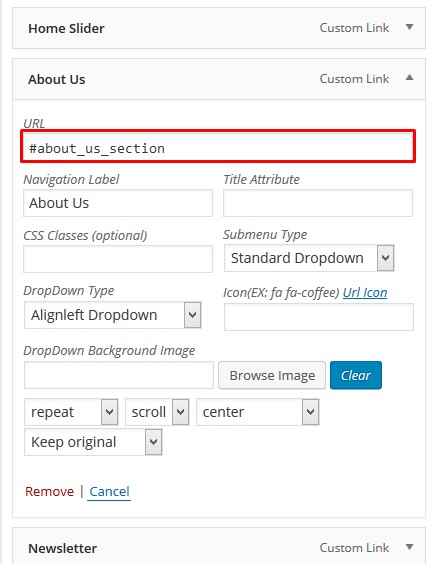 Home Slider Custom Link
About Us Custom Link
URL
#about_us_section
Navigation Label Title Attribute
About Us
CSS Classes (optional) Submenu Type
Standard Dropdown
DropDown Type Icon(EX: fa fa-coffee) Url Icon
Alignleft Dropdown
DropDown Background Image
Browse Image Clear
repeat scroll center
Keep original
Remove | Cancel
Newsletter Custom Link